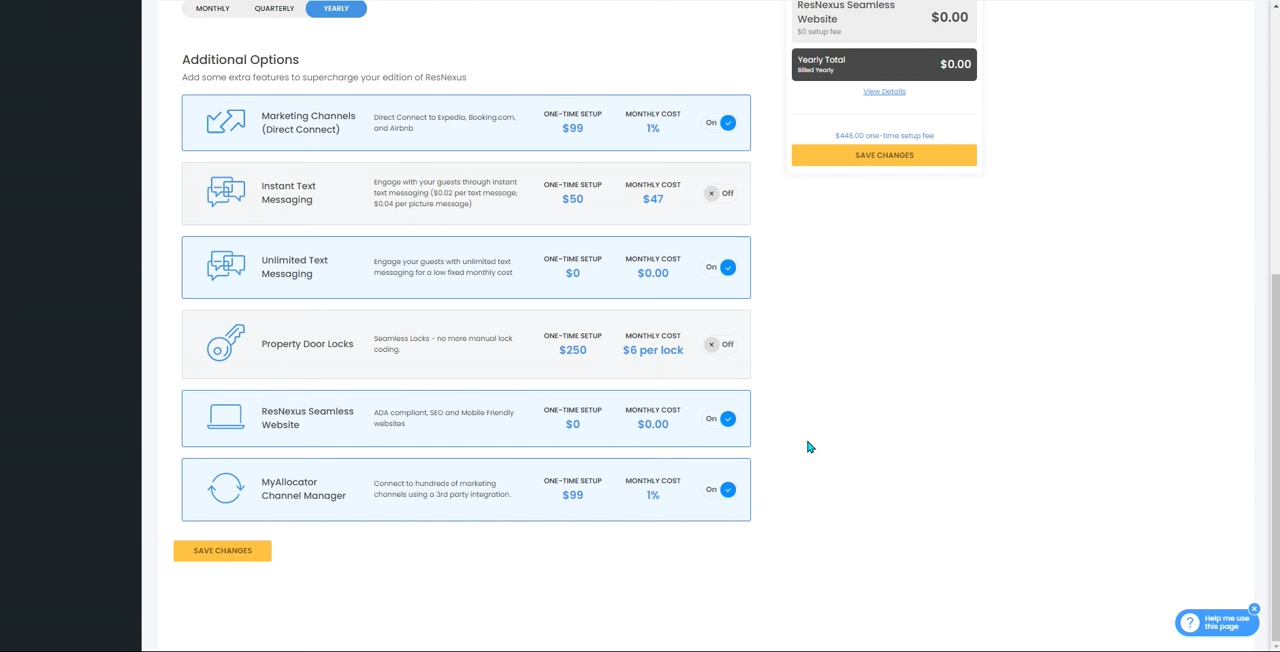 MONTHLY
QUARTERLY
YEARLY
Additional Options
Add some extra features to supercharge your edition of ResNexus
Marketing Channels
(Direct Connect)
Direct Connect to Expedia, Booking.com,
and Airbnb
ONE-TIME SETUP
$99
MONTHLY COST
1%
On
Instant Text
Messaging
Engage with your guests through instant
text messaging ($0.02 per text message;
$0.04 per picture message)
ONE-TIME SETUP
$50
MONTHLY COST
$47
Off
Unlimited Text
Messaging
Engage your guests with unlimited text
messaging for a low fixed monthly cost
ONE-TIME SETUP
$0
MONTHLY COST
$0.00
On
Property Door Locks
Seamless Locks - no more manual lock
coding.
ONE-TIME SETUP
$250
MONTHLY COST
$6 per lock
Off
ResNexus Seamless
Website
ADA compliant, SEO and Mobile Friendly
websites
ONE-TIME SETUP
$0
MONTHLY COST
$0.00
On
MyAllocator
Channel Manager
Connect to hundreds of marketing
channels using a 3rd party integration.
ONE-TIME SETUP
$99
MONTHLY COST
1%
On
SAVE CHANGES
ResNexus Seamless
Website
$0 setup fee
$0.00
Yearly Total
Billed Yearly
$0.00
View Details
$448.00 one-time setup fee
SAVE CHANGES
Help me use
this page